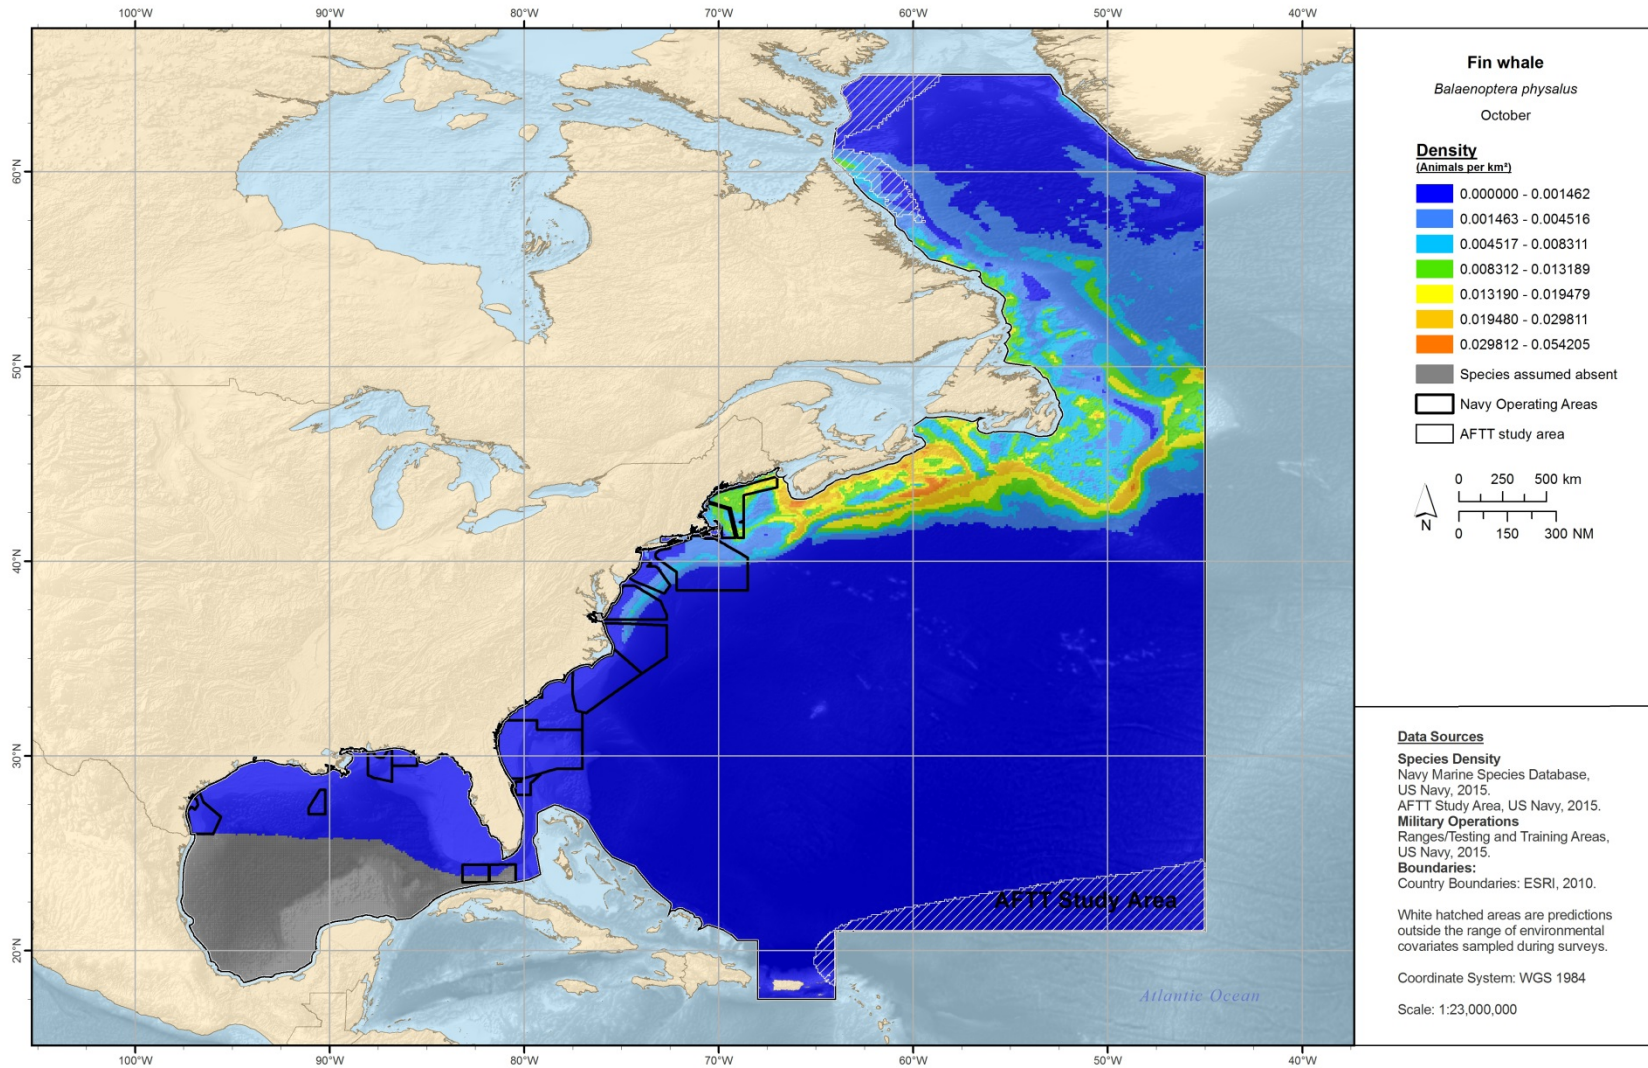 100°W 90°W 80°W 70°W 60°W 50°W 40°W
60°N
50°N
40°N
30°N
20°N
AFTT Study Area
Atlantic Ocean
100°W 90°W 80°W 70°W 60°W 50°W 40°W
Fin whale
Balaenoptera physalus
October
Density
(Animals per km²)
0.000000 - 0.001462
0.001463 - 0.004516
0.004517 - 0.008311
0.008312 - 0.013189
0.013190 - 0.019479
0.019480 - 0.029811
0.029812 - 0.054205
Species assumed absent
Navy Operating Areas
AFTT study area
0 250 500 km
0 150 300 NM
N
Data Sources
Species Density
Navy Marine Species Database,
US Navy, 2015.
AFTT Study Area, US Navy, 2015.
Military Operations
Ranges/Testing and Training Areas,
US Navy, 2015.
Boundaries:
Country Boundaries: ESRI, 2010.
White hatched areas are predictions
outside the range of environmental
covariates sampled during surveys.
Coordinate System: WGS 1984
Scale: 1:23,000,000